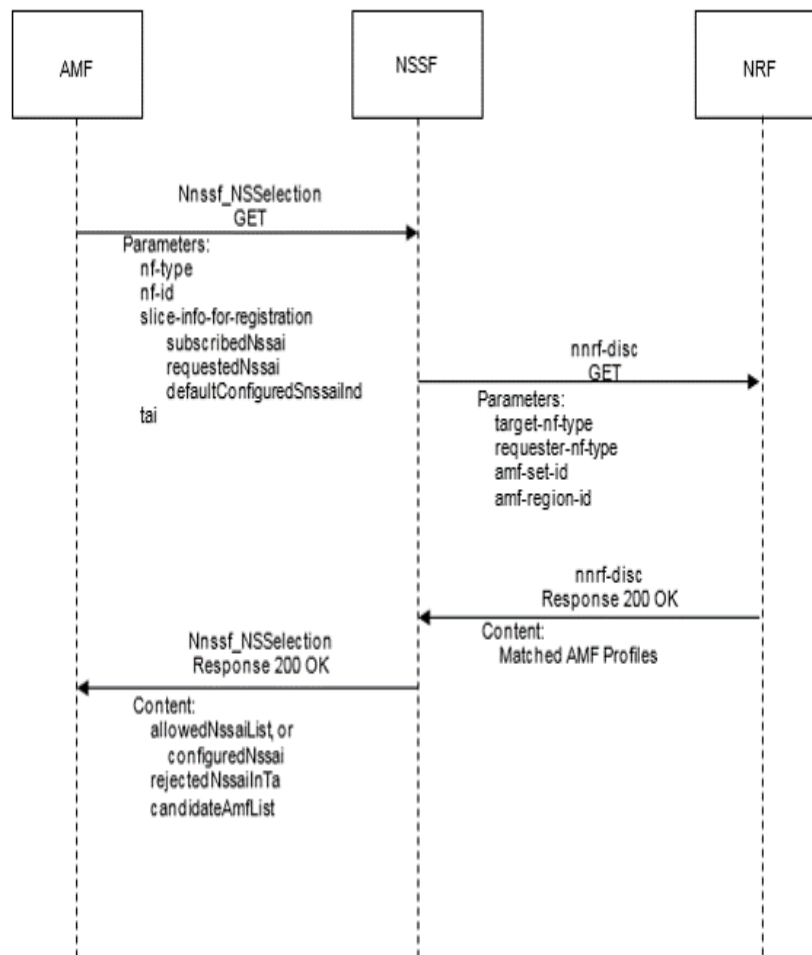 AMF
NSSF
NRF
Nnssf_NSSelection
GET
Parameters:
nf-type
nf-id
slice-info-for-registration
subscribedNssai
requestedNssai
defaultConfiguredSnssaiInd
tai
nnrf-disc
GET
Parameters:
target-nf-type
requester-nf-type
amf-set-id
amf-region-id
nnrf-disc
Response 200 OK
Content:
Matched AMF Profiles
Nnssf_NSSelection
Response 200 OK
Content:
allowedNssaiList, or
configuredNssai
rejectedNssaiInTa
candidateAmfList